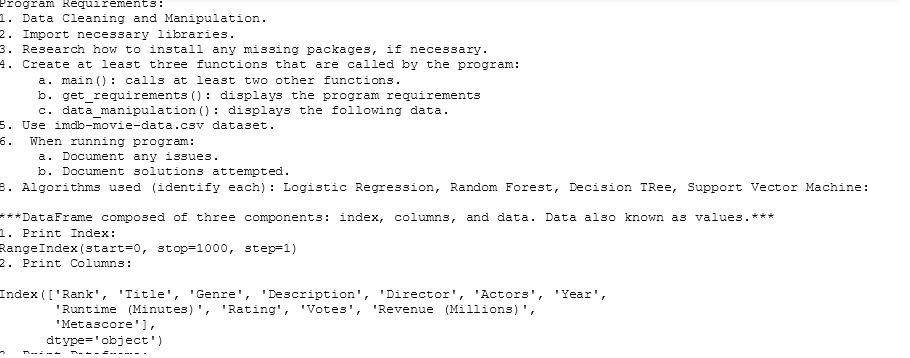 Program Requirements:
1. Data Cleaning and Manipulation.
2. Import necessary libraries.
3. Research how to install any missing packages, if necessary.
4. Create at least three functions that are called by the program:
a. main(): calls at least two other functions.
b. get_requirements(): displays the program requirements
c. data_manipulation(): displays the following data.
5. Use imdb-movie-data.csv dataset.
6.  When running program:
a. Document any issues.
b. Document solutions attempted.
8. Algorithms used (identify each): Logistic Regression, Random Forest, Decision TRee, Support Vector Machine:
***DataFrame composed of three components: index, columns, and data. Data also known as values.***
1. Print Index:
RangeIndex(start=0, stop=1000, step=1)
2. Print Columns:
Index(['Rank', 'Title', 'Genre', 'Description', 'Director', 'Actors', 'Year',
'Runtime (Minutes)', 'Rating', 'Votes', 'Revenue (Millions)',
'Metascore'],
dtype='object')
3. Print Dataframe: